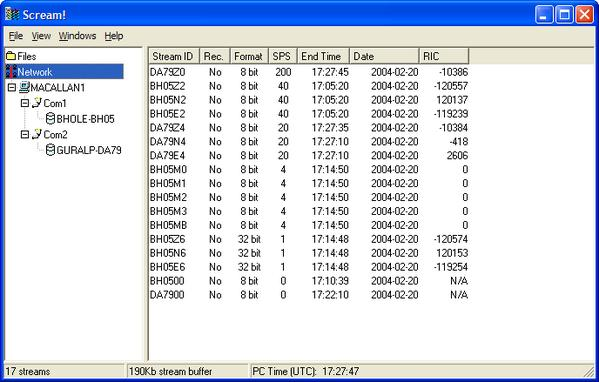 Scream!
File View Windows Help
Files
Network
MACALLAN1
Com1
BHOLE-BH05
Com2
GURALP-DA79
Stream ID Rec. Format SPS End Time Date RIC
DA79Z0 No 8 bit 200 17:27:45 2004-02-20 -10386
BH05Z2 No 8 bit 40 17:05:20 2004-02-20 -120557
BH05N2 No 8 bit 40 17:05:20 2004-02-20 120137
BH05E2 No 8 bit 40 17:05:20 2004-02-20 -119239
DA79Z4 No 8 bit 20 17:27:35 2004-02-20 -10384
DA79N4 No 8 bit 20 17:27:10 2004-02-20 -418
DA79E4 No 8 bit 20 17:27:10 2004-02-20 2606
BH05M0 No 8 bit 4 17:14:50 2004-02-20 0
BH05M1 No 8 bit 4 17:14:50 2004-02-20 0
BH05M2 No 8 bit 4 17:14:50 2004-02-20 0
BH05M3 No 8 bit 4 17:14:50 2004-02-20 0
BH05MB No 8 bit 4 17:14:50 2004-02-20 0
BH05Z6 No 32 bit 1 17:14:48 2004-02-20 -120574
BH05N6 No 32 bit 1 17:14:48 2004-02-20 120153
BH05E6 No 32 bit 1 17:14:48 2004-02-20 -119254
BH0500 No 8 bit 0 17:10:39 2004-02-20 N/A
DA7900 No 8 bit 0 17:22:10 2004-02-20 N/A
17 streams 190Kb stream buffer PC Time (UTC): 17:27:47